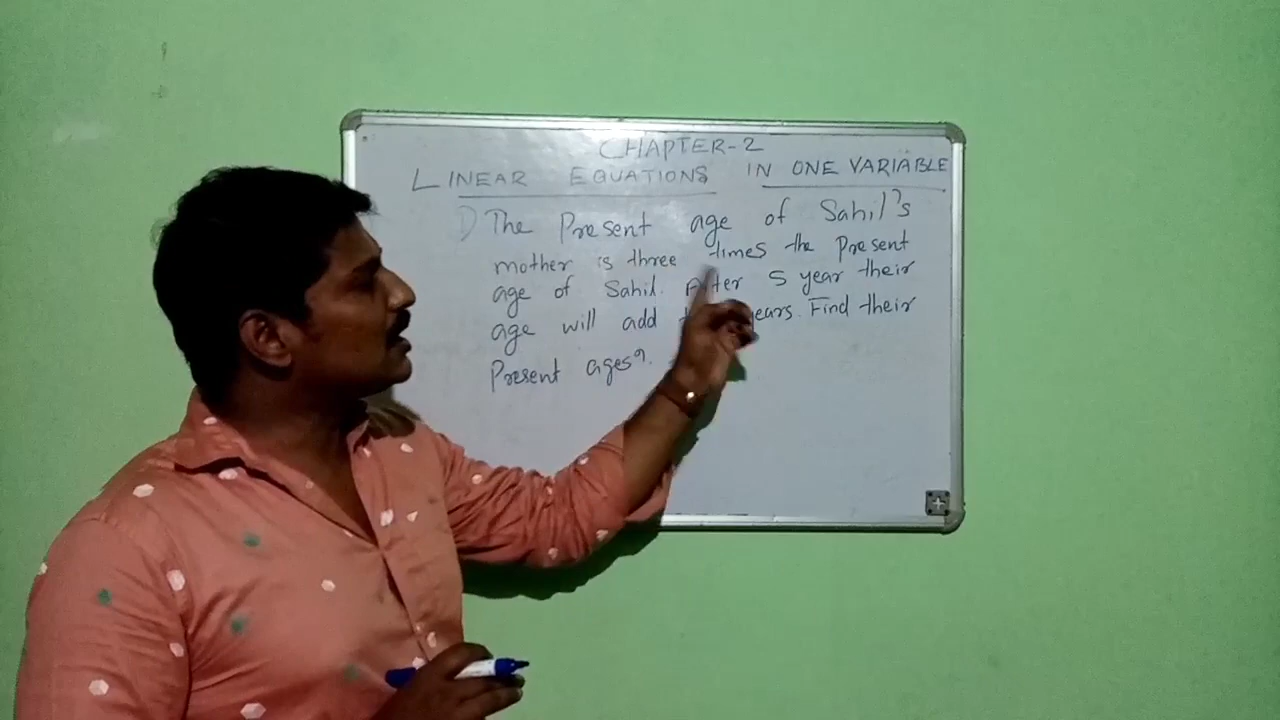 CHAPTER-2
LINEAR EQUATIONS IN ONE VARIABLE
1) The Present age of Sahil's
mother is three times the Present
age of Sahil. After 5 year their
age will add years. Find their
Present ages?.